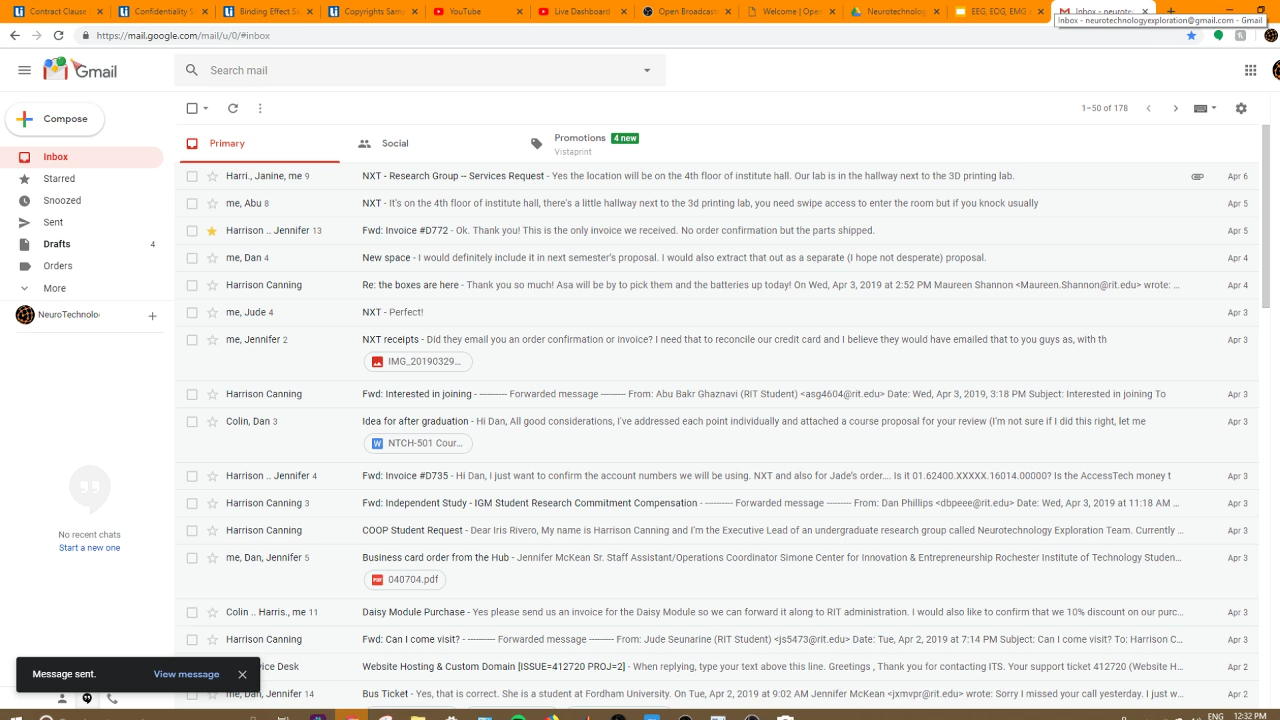 Contract Clause
Confidentiality S
Binding Effect S
Copyrights Sam
YouTube
Live Dashboard
Open Broadcast
Welcome | Open
Neurotechnolog
EEG, EOG, EMG
Inbox - neurote
Inbox - neurotechnologyexploration@gmail.com - Gmail
https://mail.google.com/mail/u/0/#inbox
Gmail
Search mail
Compose
1–50 of 178
Primary
Social
Promotions 4 new
Vistaprint
Inbox
Starred
Snoozed
Sent
Drafts 4
Orders
More
NeuroTechnolo
No recent chats
Start a new one
Harri., Janine, me 9 NXT - Research Group -- Services Request - Yes the location will be on the 4th floor of institute hall. Our lab is in the hallway next to the 3D printing lab. Apr 6
me, Abu 8 NXT - It's on the 4th floor of institute hall, there's a little hallway next to the 3d printing lab, you need swipe access to enter the room but if you knock usually Apr 5
Harrison .. Jennifer 13 Fwd: Invoice #D772 - Ok. Thank you! This is the only invoice we received. No order confirmation but the parts shipped. Apr 5
me, Dan 4 New space - I would definitely include it in next semester's proposal. I would also extract that out as a separate (I hope not desperate) proposal. Apr 4
Harrison Canning Re: the boxes are here - Thank you so much! Asa will be by to pick them and the batteries up today! On Wed, Apr 3, 2019 at 2:52 PM Maureen Shannon <Maureen.Shannon@rit.edu> wrote: ... Apr 4
me, Jude 4 NXT - Perfect! Apr 3
me, Jennifer 2 NXT receipts - Did they email you an order confirmation or invoice? I need that to reconcile our credit card and I believe they would have emailed that to you guys as, with th Apr 3
IMG_20190329...
Harrison Canning Fwd: Interested in joining - ---------- Forwarded message --------- From: Abu Bakr Ghaznavi (RIT Student) <asg4604@rit.edu> Date: Wed, Apr 3, 2019, 3:18 PM Subject: Interested in joining To Apr 3
Colin, Dan 3 Idea for after graduation - Hi Dan, All good considerations, I've addressed each point individually and attached a course proposal for your review (I'm not sure if I did this right, let me Apr 3
NTCH-501 Cour...
Harrison .. Jennifer 4 Fwd: Invoice #D735 - Hi Dan, I just want to confirm the account numbers we will be using. NXT and also for Jade's order.... Is it 01.62400.XXXXX.16014.00000? Is the AccessTech money t Apr 3
Harrison Canning 3 Fwd: Independent Study - IGM Student Research Commitment Compensation - ---------- Forwarded message --------- From: Dan Phillips <dbpeee@rit.edu> Date: Wed, Apr 3, 2019 at 11:18 AM ... Apr 3
Harrison Canning COOP Student Request - Dear Iris Rivero, My name is Harrison Canning and I'm the Executive Lead of an undergraduate research group called Neurotechnology Exploration Team. Currently ... Apr 3
me, Dan, Jennifer 5 Business card order from the Hub - Jennifer McKean Sr. Staff Assistant/Operations Coordinator Simone Center for Innovation & Entrepreneurship Rochester Institute of Technology Studen... Apr 3
040704.pdf
Colin .. Harris., me 11 Daisy Module Purchase - Yes please send us an invoice for the Daisy Module so we can forward it along to RIT administration. I would also like to confirm that we 10% discount on our purc... Apr 3
Harrison Canning Fwd: Can I come visit? - ---------- Forwarded message --------- From: Jude Seunarine (RIT Student) <js5473@rit.edu> Date: Tue, Apr 2, 2019 at 7:14 PM Subject: Can I come visit? To: Harrison C... Apr 3
vice Desk Website Hosting & Custom Domain [ISSUE=412720 PROJ=2] - When replying, type your text above this line. Greetings , Thank you for contacting ITS. Your support ticket 412720 (Website H... Apr 2
me, Dan, Jennifer 14 Bus Ticket - Yes, that is correct. She is a student at Fordham University. On Tue, Apr 2, 2019 at 9:02 AM Jennifer McKean <jxmvpr@rit.edu> wrote: Sorry I missed your call yesterday. I just w... Apr 2
Message sent. View message
ENG 12:32 PM